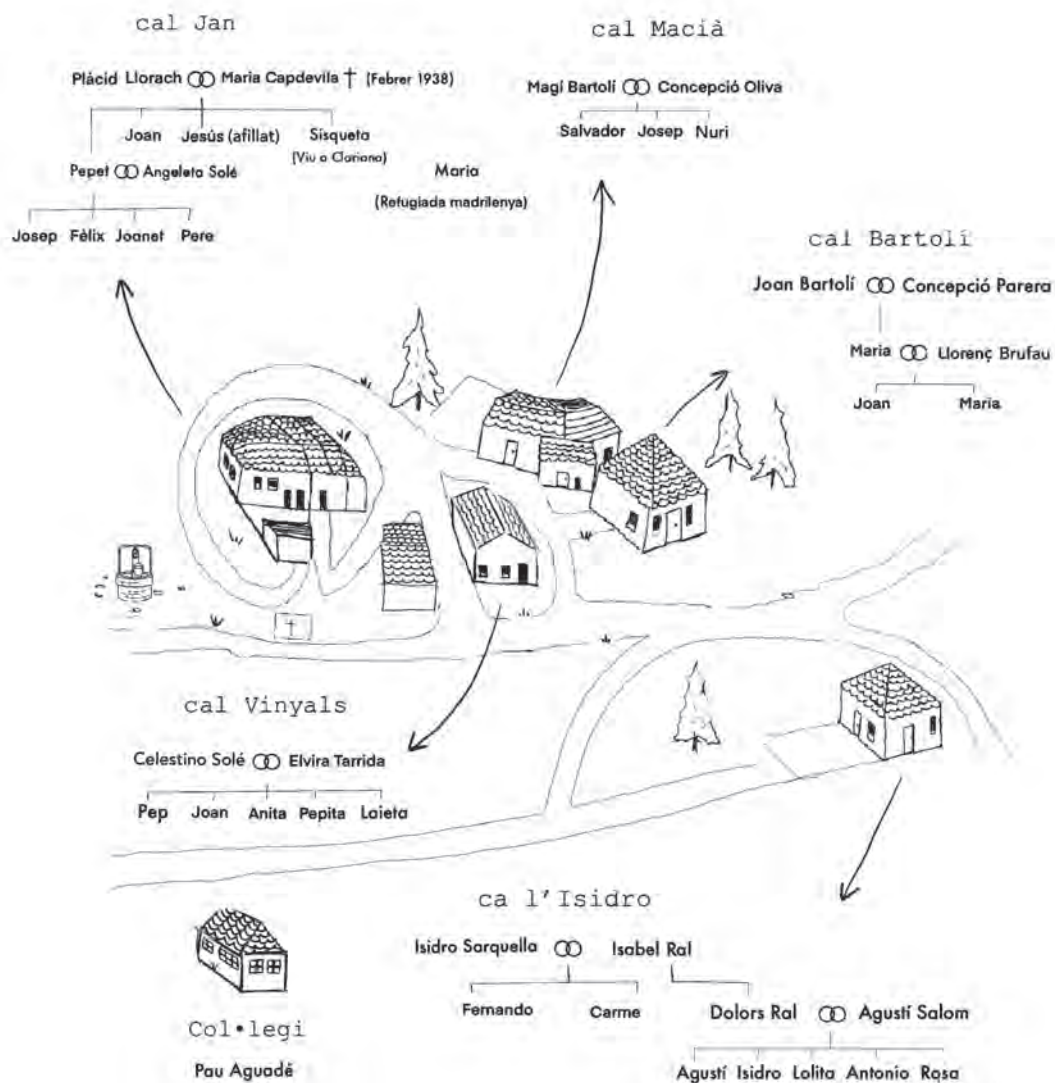 cal Jan
Plàcid Llorach Maria Capdevila † (Febrer 1938)
Joan Jesús (afillat) Sisqueta
(Viu a Clariana)
Pepet Angeleta Solé
Josep Fèlix Joanet Pere
Maria
(Refugiada madrilenya)
cal Macià
Magí Bartolí Concepció Oliva
Salvador Josep Nuri
cal Bartolí
Joan Bartolí Concepció Parera
Maria Llorenç Brufau
Joan Maria
cal Vinyals
Celestino Solé Elvira Tarrida
Pep Joan Anita Pepita Laieta
ca l'Isidro
Isidro Sarquella Isabel Ral
Fernando Carme
Dolors Ral Agustí Salom
Agustí Isidro Lolita Antonio Rosa
Col•legi
Pau Aguadé